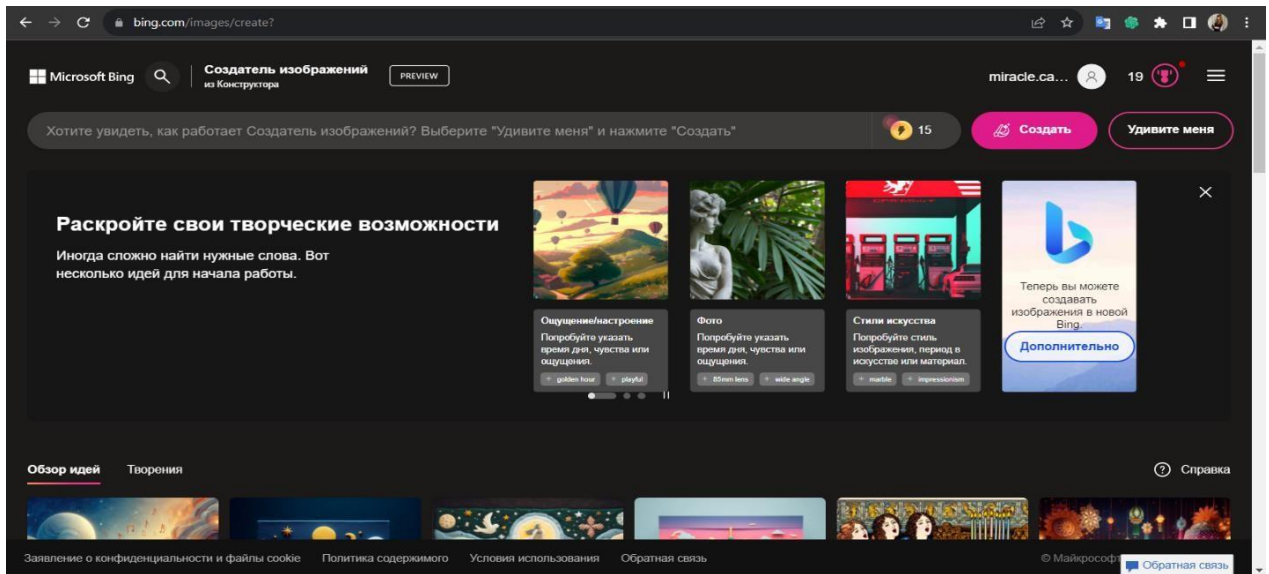 bing.com/images/create?
Microsoft Bing
Создатель изображений
из Конструктора
PREVIEW
miracle.ca...
19
Хотите увидеть, как работает Создатель изображений? Выберите "Удивите меня" и нажмите "Создать"
15
Создать
Удивите меня
Раскройте свои творческие возможности
Иногда сложно найти нужные слова. Вот
несколько идей для начала работы.
Ощущение/настроение
Попробуйте указать
время дня, чувства или
ощущения.
+ golden hour
+ playful
Фото
Попробуйте указать
время дня, чувства или
ощущения.
+ 85mm lens
+ wide angle
Стили искусства
Попробуйте стиль
изображения, период в
искусстве или материал.
+ marble
+ impressionism
Теперь вы можете
создавать
изображения в новой
Bing.
Дополнительно
Обзор идей
Творения
Справка
Заявление о конфиденциальности и файлы cookie
Политика содержимого
Условия использования
Обратная связь
© Майкрософт
Обратная связь